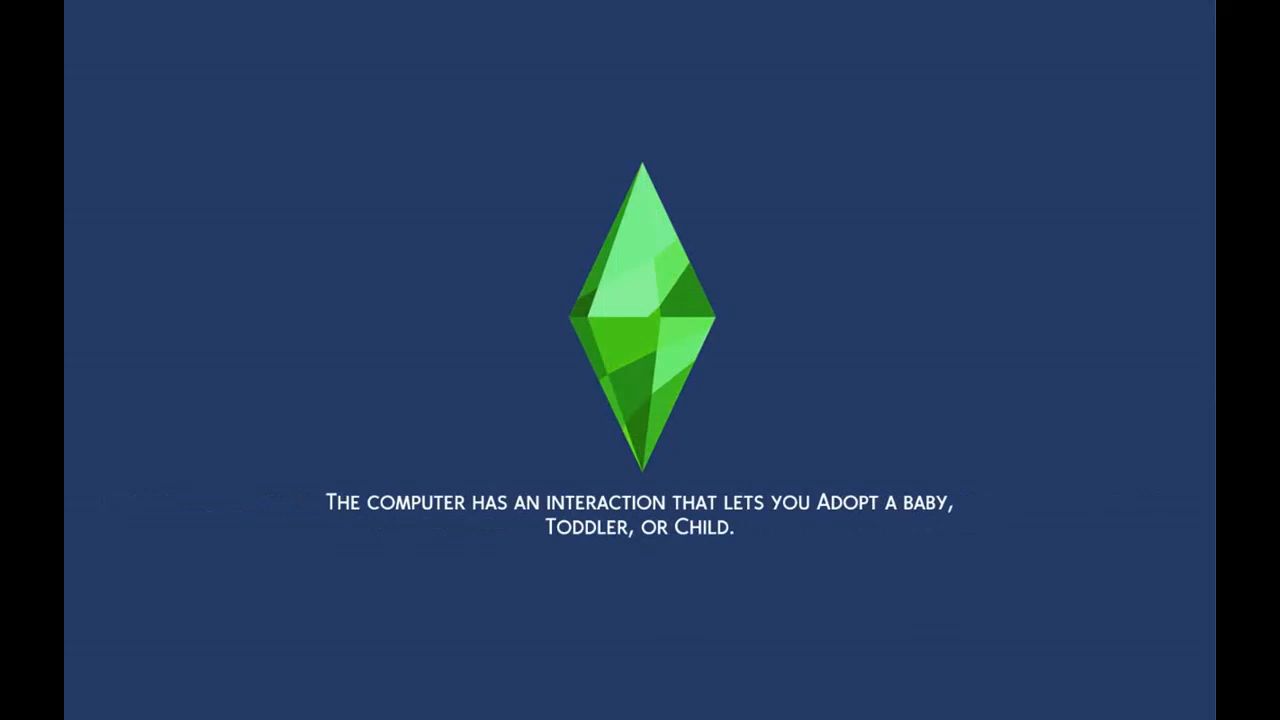 The computer has an interaction that lets you Adopt a baby,
Toddler, or Child.